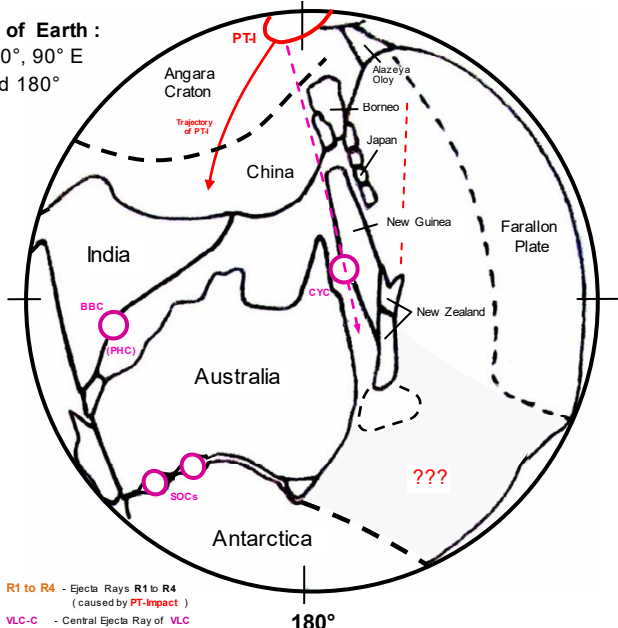 of Earth :
0°, 90° E
d 180°
PT-I
Angara
Craton
Alazeya
Oloy
Borneo
Trajectory
of PT-I
Japan
China
New Guinea
Farallon
Plate
India
CYC
BBC
New Zealand
(PHC)
Australia
???
SOCs
Antarctica
R1 to R4 - Ejecta Rays R1 to R4
( caused by PT-Impact )
VLC-C - Central Ejecta Ray of VLC
180°